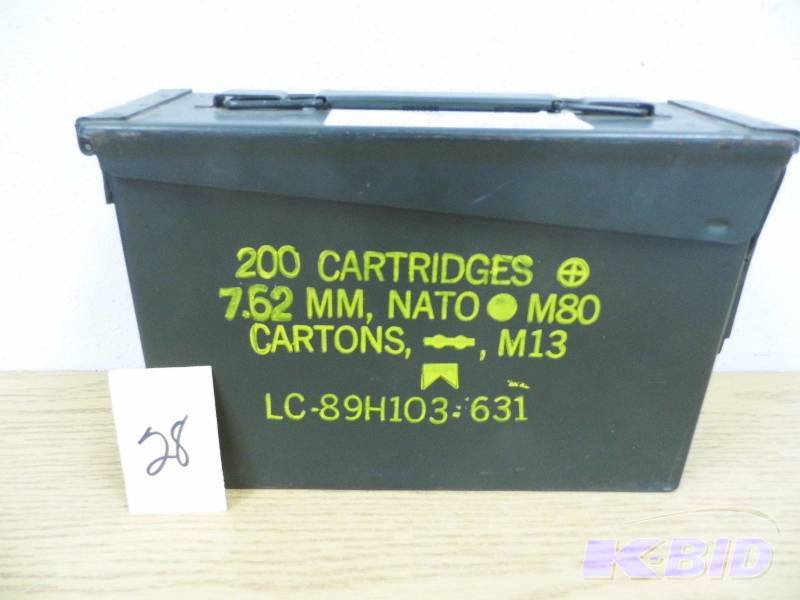 200 CARTRIDGES ⊕
7.62 MM, NATO ● M80
CARTONS, , M13
LC-89H103-631
28
K-BID